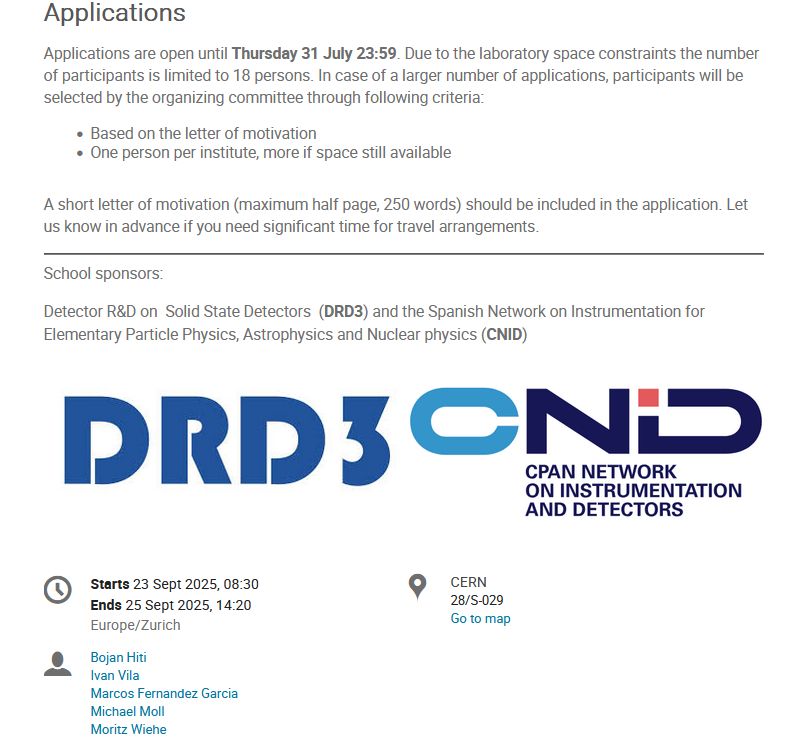 Applications
Applications are open until Thursday 31 July 23:59. Due to the laboratory space constraints the number
of participants is limited to 18 persons. In case of a larger number of applications, participants will be
selected by the organizing committee through following criteria:
• Based on the letter of motivation
• One person per institute, more if space still available
A short letter of motivation (maximum half page, 250 words) should be included in the application. Let
us know in advance if you need significant time for travel arrangements.
School sponsors:
Detector R&D on  Solid State Detectors  (DRD3) and the Spanish Network on Instrumentation for
Elementary Particle Physics, Astrophysics and Nuclear physics (CNID)
DRD3
CNID
CPAN NETWORK
ON INSTRUMENTATION
AND DETECTORS
Starts 23 Sept 2025, 08:30
Ends 25 Sept 2025, 14:20
Europe/Zurich
CERN
28/S-029
Go to map
Bojan Hiti
Ivan Vila
Marcos Fernandez Garcia
Michael Moll
Moritz Wiehe